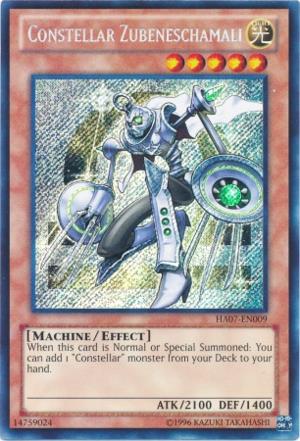 CONSTELLAR ZUBENESCHAMALI
光
HA07-EN009
[MACHINE/EFFECT]
When this card is Normal or Special Summoned: You
can add 1 "Constellar" monster from your Deck to your
hand.
ATK/2100 DEF/1400
14759024
©1996 KAZUKI TAKAHASHI